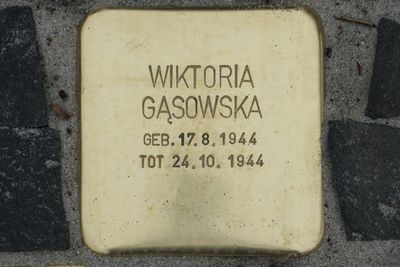 WIKTORIA
GĄSOWSKA
GEB. 17. 8. 1944
TOT 24. 10. 1944